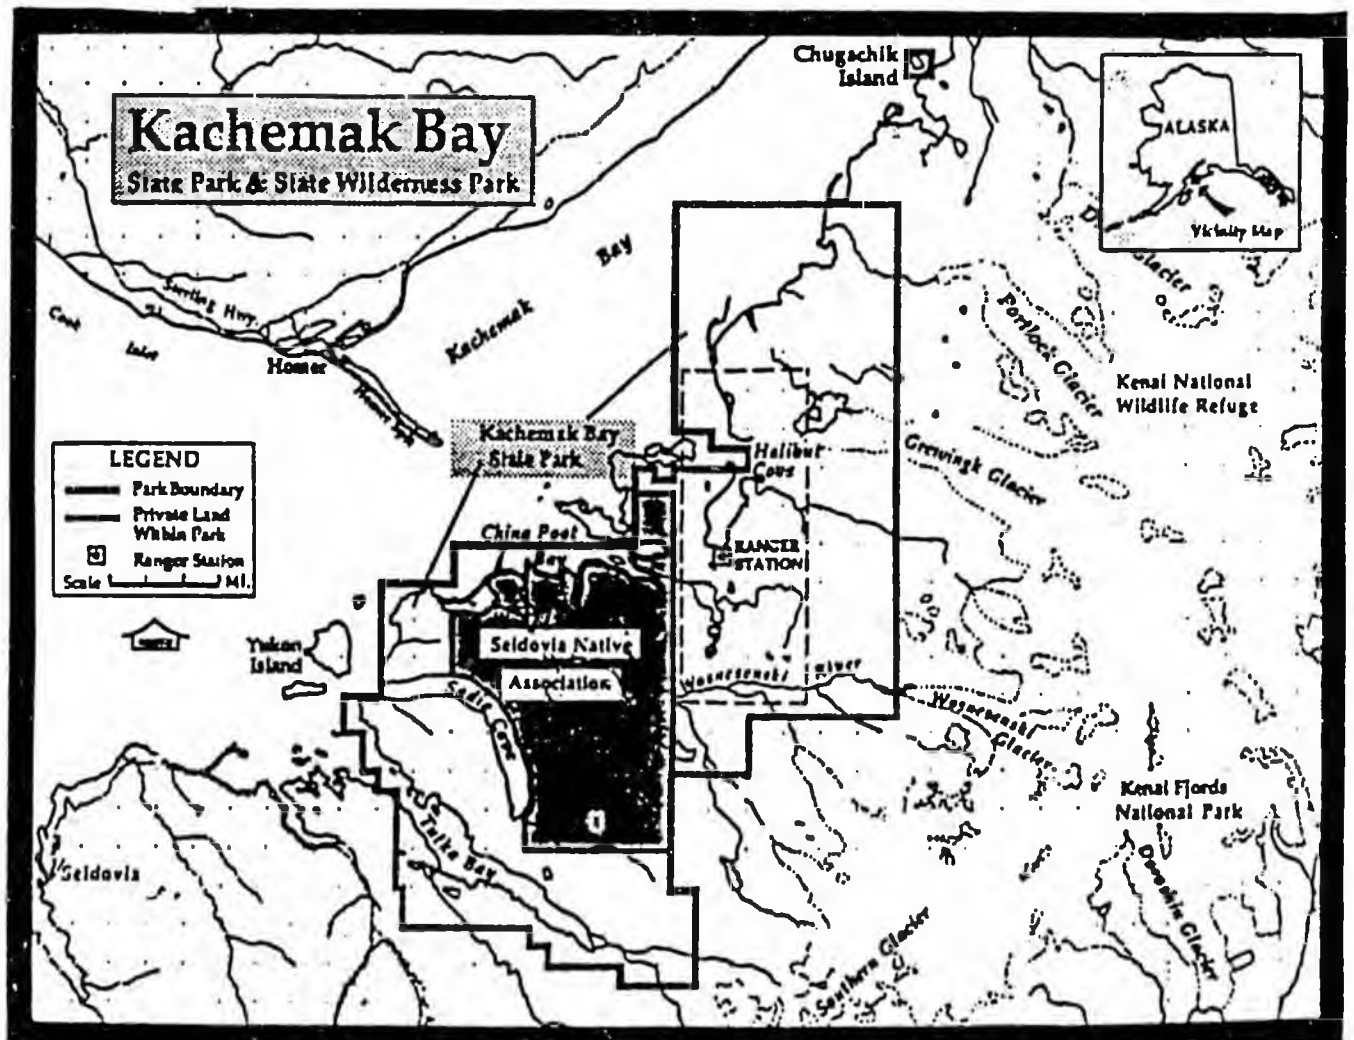 Chugachik
Island
Kachemak Bay
State Park & State Wilderness Park
ALASKA
Vicinity Map
Bay
Kachemak
Sterling Hwy.
Cook
Inlet
Homer
Homer Spit
Glacier
Portlock Glacier
Kenai National
Wildlife Refuge
Kachemak Bay
State Park
Halibut
Cove
Grewingk Glacier
LEGEND
Park Boundary
Private Land
Within Park
Ranger Station
Scale
MI.
China Poot
Bay
RANGER
STATION
Yukon
Island
Seldovia Native
Association
Sadie Cove
Wosnesenski River
Wosnesenski
Glacier
Kenai Fjords
National Park
Tutka Bay
Seldovia
Doroshin Glacier
Southern Glacier